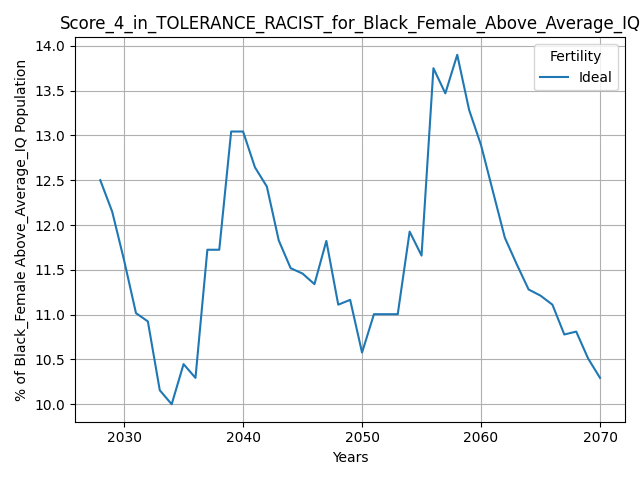 Score_4_in_TOLERANCE_RACIST_for_Black_Female_Above_Average_IQ
Fertility
Ideal
% of Black_Female Above_Average_IQ Population
14.0
13.5
13.0
12.5
12.0
11.5
11.0
10.5
10.0
2030 2040 2050 2060 2070
Years